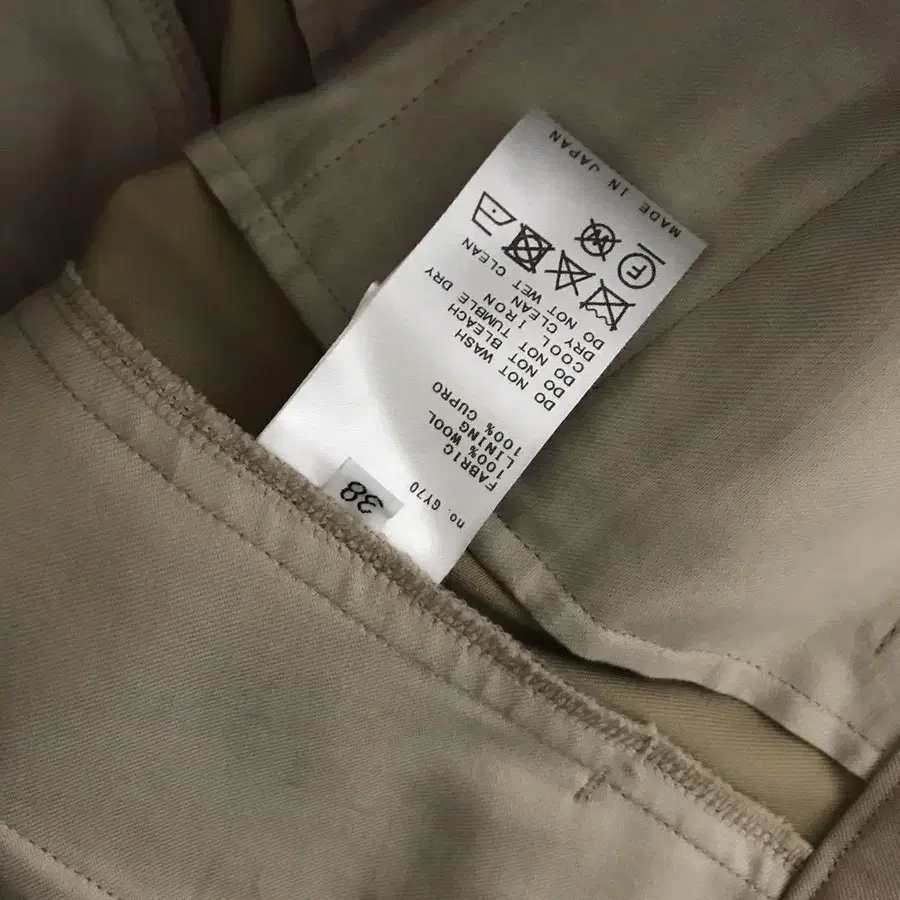 38
no. GY70
FABRIC
100% WOOL
LINING
100% CUPRO
DO NOT WASH
DO NOT BLEACH
DO NOT TUMBLE DRY
COOL IRON
DRY CLEAN
DO NOT WET CLEAN
F W
MADE IN JAPAN